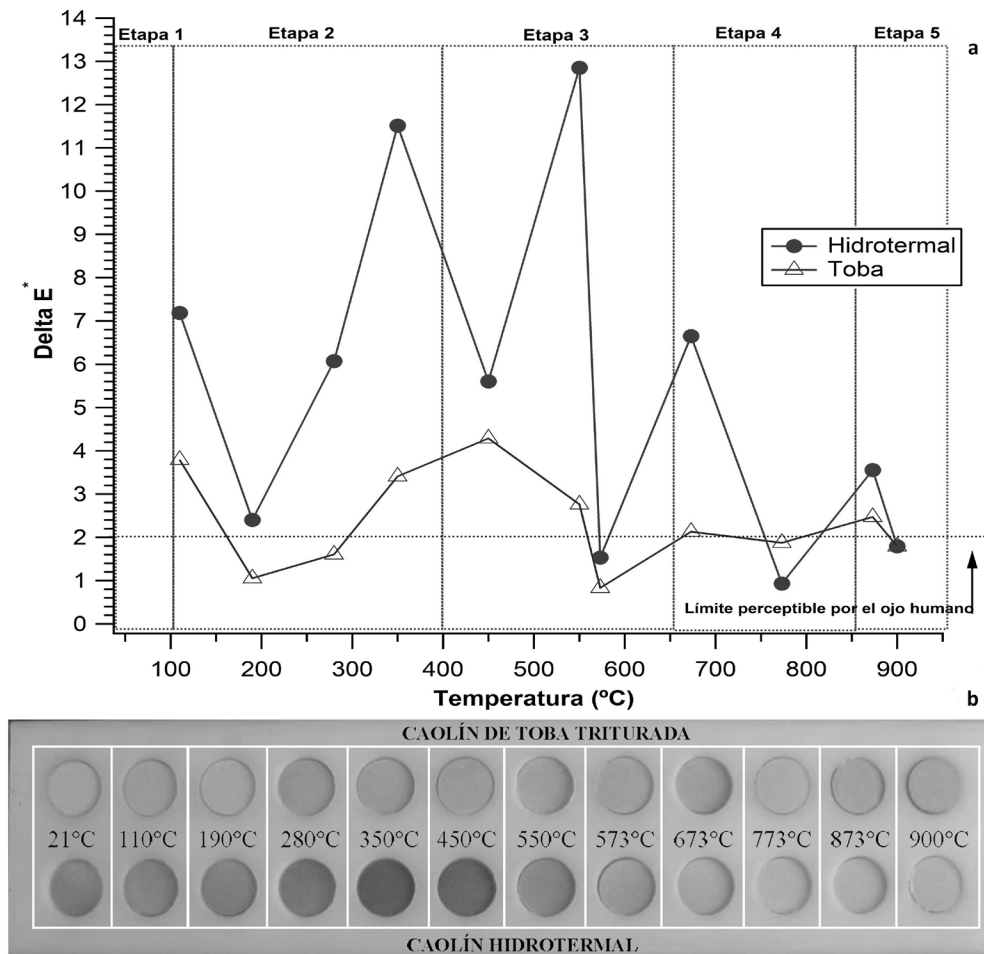 Etapa 1 Etapa 2 Etapa 3 Etapa 4 Etapa 5 a
14
13
12
11
10
9
8
7
6
5
4
3
2
1
0
Delta E*
Hidrotermal
Toba
Límite perceptible por el ojo humano
100 200 300 400 500 600 700 800 900
Temperatura (ºC)
b
CAOLÍN DE TOBA TRITURADA
21°C 110°C 190°C 280°C 350°C 450°C 550°C 573°C 673°C 773°C 873°C 900°C
CAOLÍN HIDROTERMAL